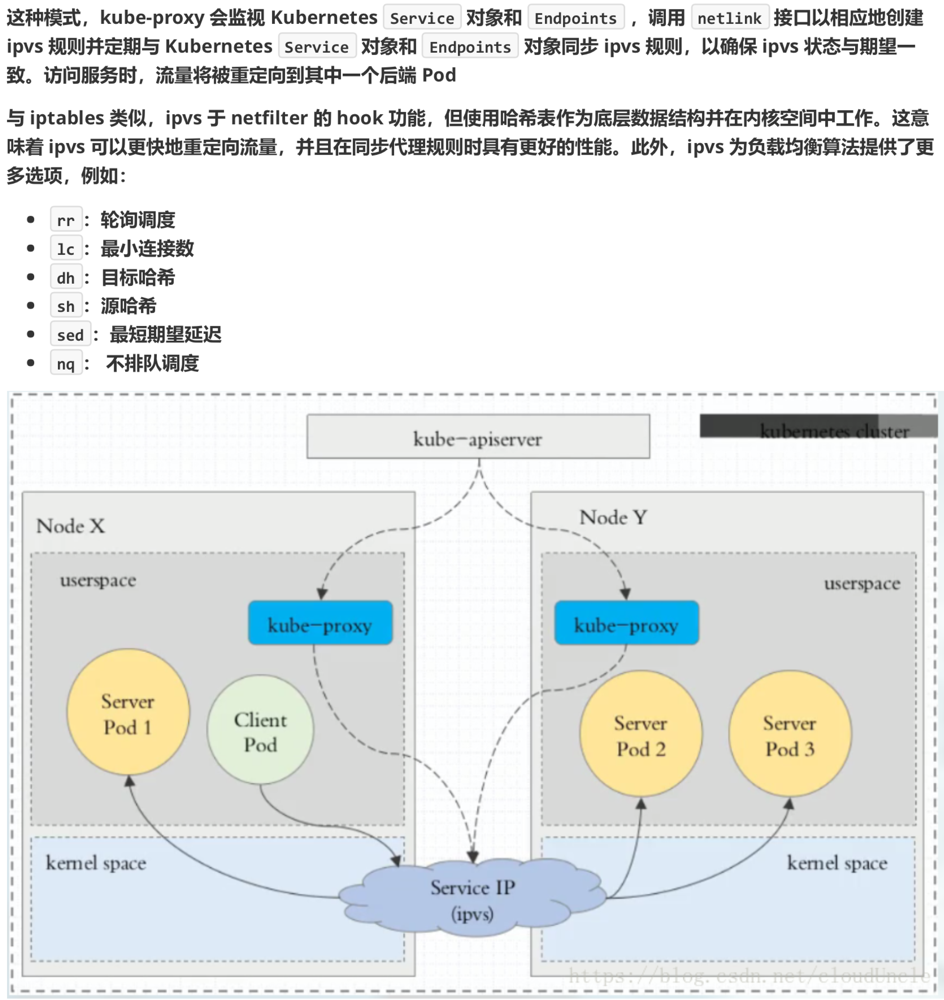 这种模式，kube-proxy 会监视 Kubernetes Service 对象和 Endpoints ，调用 netlink 接口以相应地创建
ipvs 规则并定期与 Kubernetes Service 对象和 Endpoints 对象同步 ipvs 规则，以确保 ipvs 状态与期望一
致。访问服务时，流量将被重定向到其中一个后端 Pod
与 iptables 类似，ipvs 于 netfilter 的 hook 功能，但使用哈希表作为底层数据结构并在内核空间中工作。这意
味着 ipvs 可以更快地重定向流量，并且在同步代理规则时具有更好的性能。此外，ipvs 为负载均衡算法提供了更
多选项，例如：
rr ：轮询调度
lc ：最小连接数
dh ：目标哈希
sh ：源哈希
sed ：最短期望延迟
nq ： 不排队调度
kube-apiserver
kubernetes cluster
Node X
Node Y
userspace
userspace
kube-proxy
kube-proxy
Server
Pod 1
Client
Pod
Server
Pod 2
Server
Pod 3
kernel space
kernel space
Service IP
(ipvs)
https://blog.csdn.net/cloudUncle